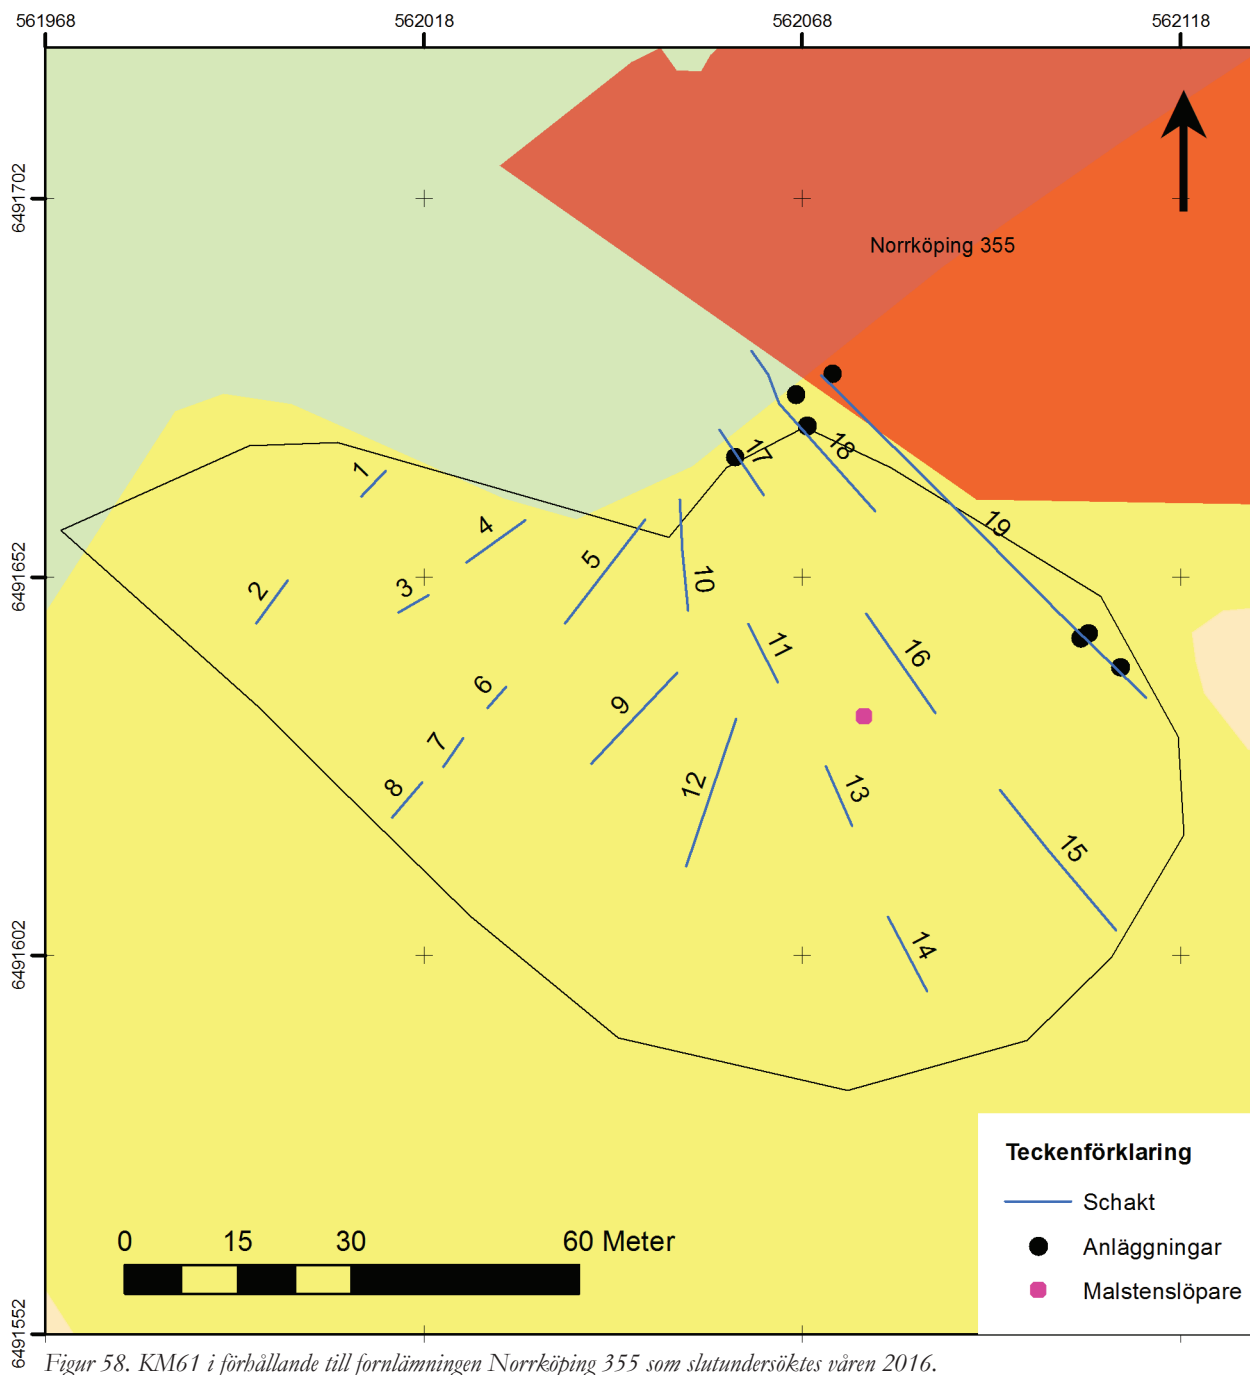 561968 562018 562068 562118
6491702
Norrköping 355
6491652
6491602
6491552
1
2
3
4
5
6
7
8
9
10
11
12
13
14
15
16
17
18
19
Teckenförklaring
Schakt
Anläggningar
Malstenslöpare
0 15 30 60 Meter
Figur 58. KM61 i förhållande till fornlämningen Norrköping 355 som slutundersöktes våren 2016.